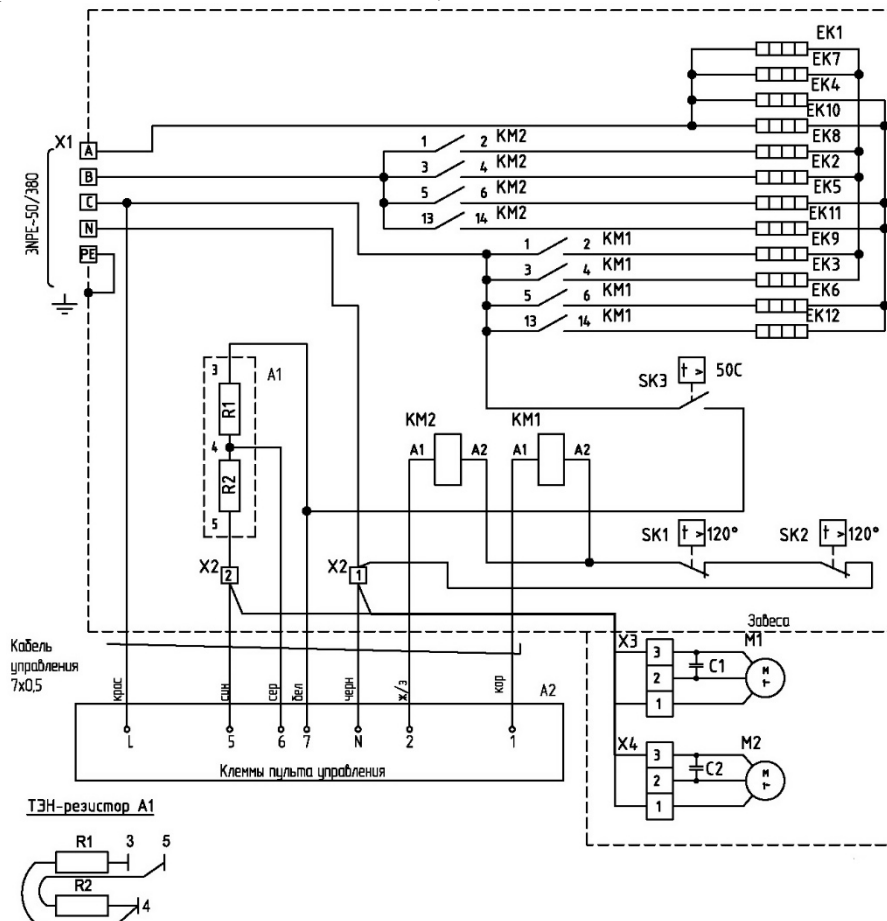 EK1
EK7
EK4
EK10
X1 A
1 2 KM2 EK8
B
3 4 KM2 EK2
C
5 6 KM2 EK5
N
13 14 KM2 EK11
3NPE~50/380
PE
1 2 KM1 EK9
3 4 KM1 EK3
5 6 KM1 EK6
13 14 KM1 EK12
3 A1
R1
SK3 t > 50C
4
R2
5
KM2 KM1
A1 A2 A1 A2
SK1 t > 120° SK2 t > 120°
X2 2 X2 1
Завеса
Кабель
управления
7x0,5
X3 3 M1
2 C1 M
1
крас син сер бел черн ж/з кор A2
L 5 6 7 N 2 1
Клеммы пульта управления
X4 3 M2
2 C2 M
1
ТЭН-резистор A1
R1 3 5
R2
4